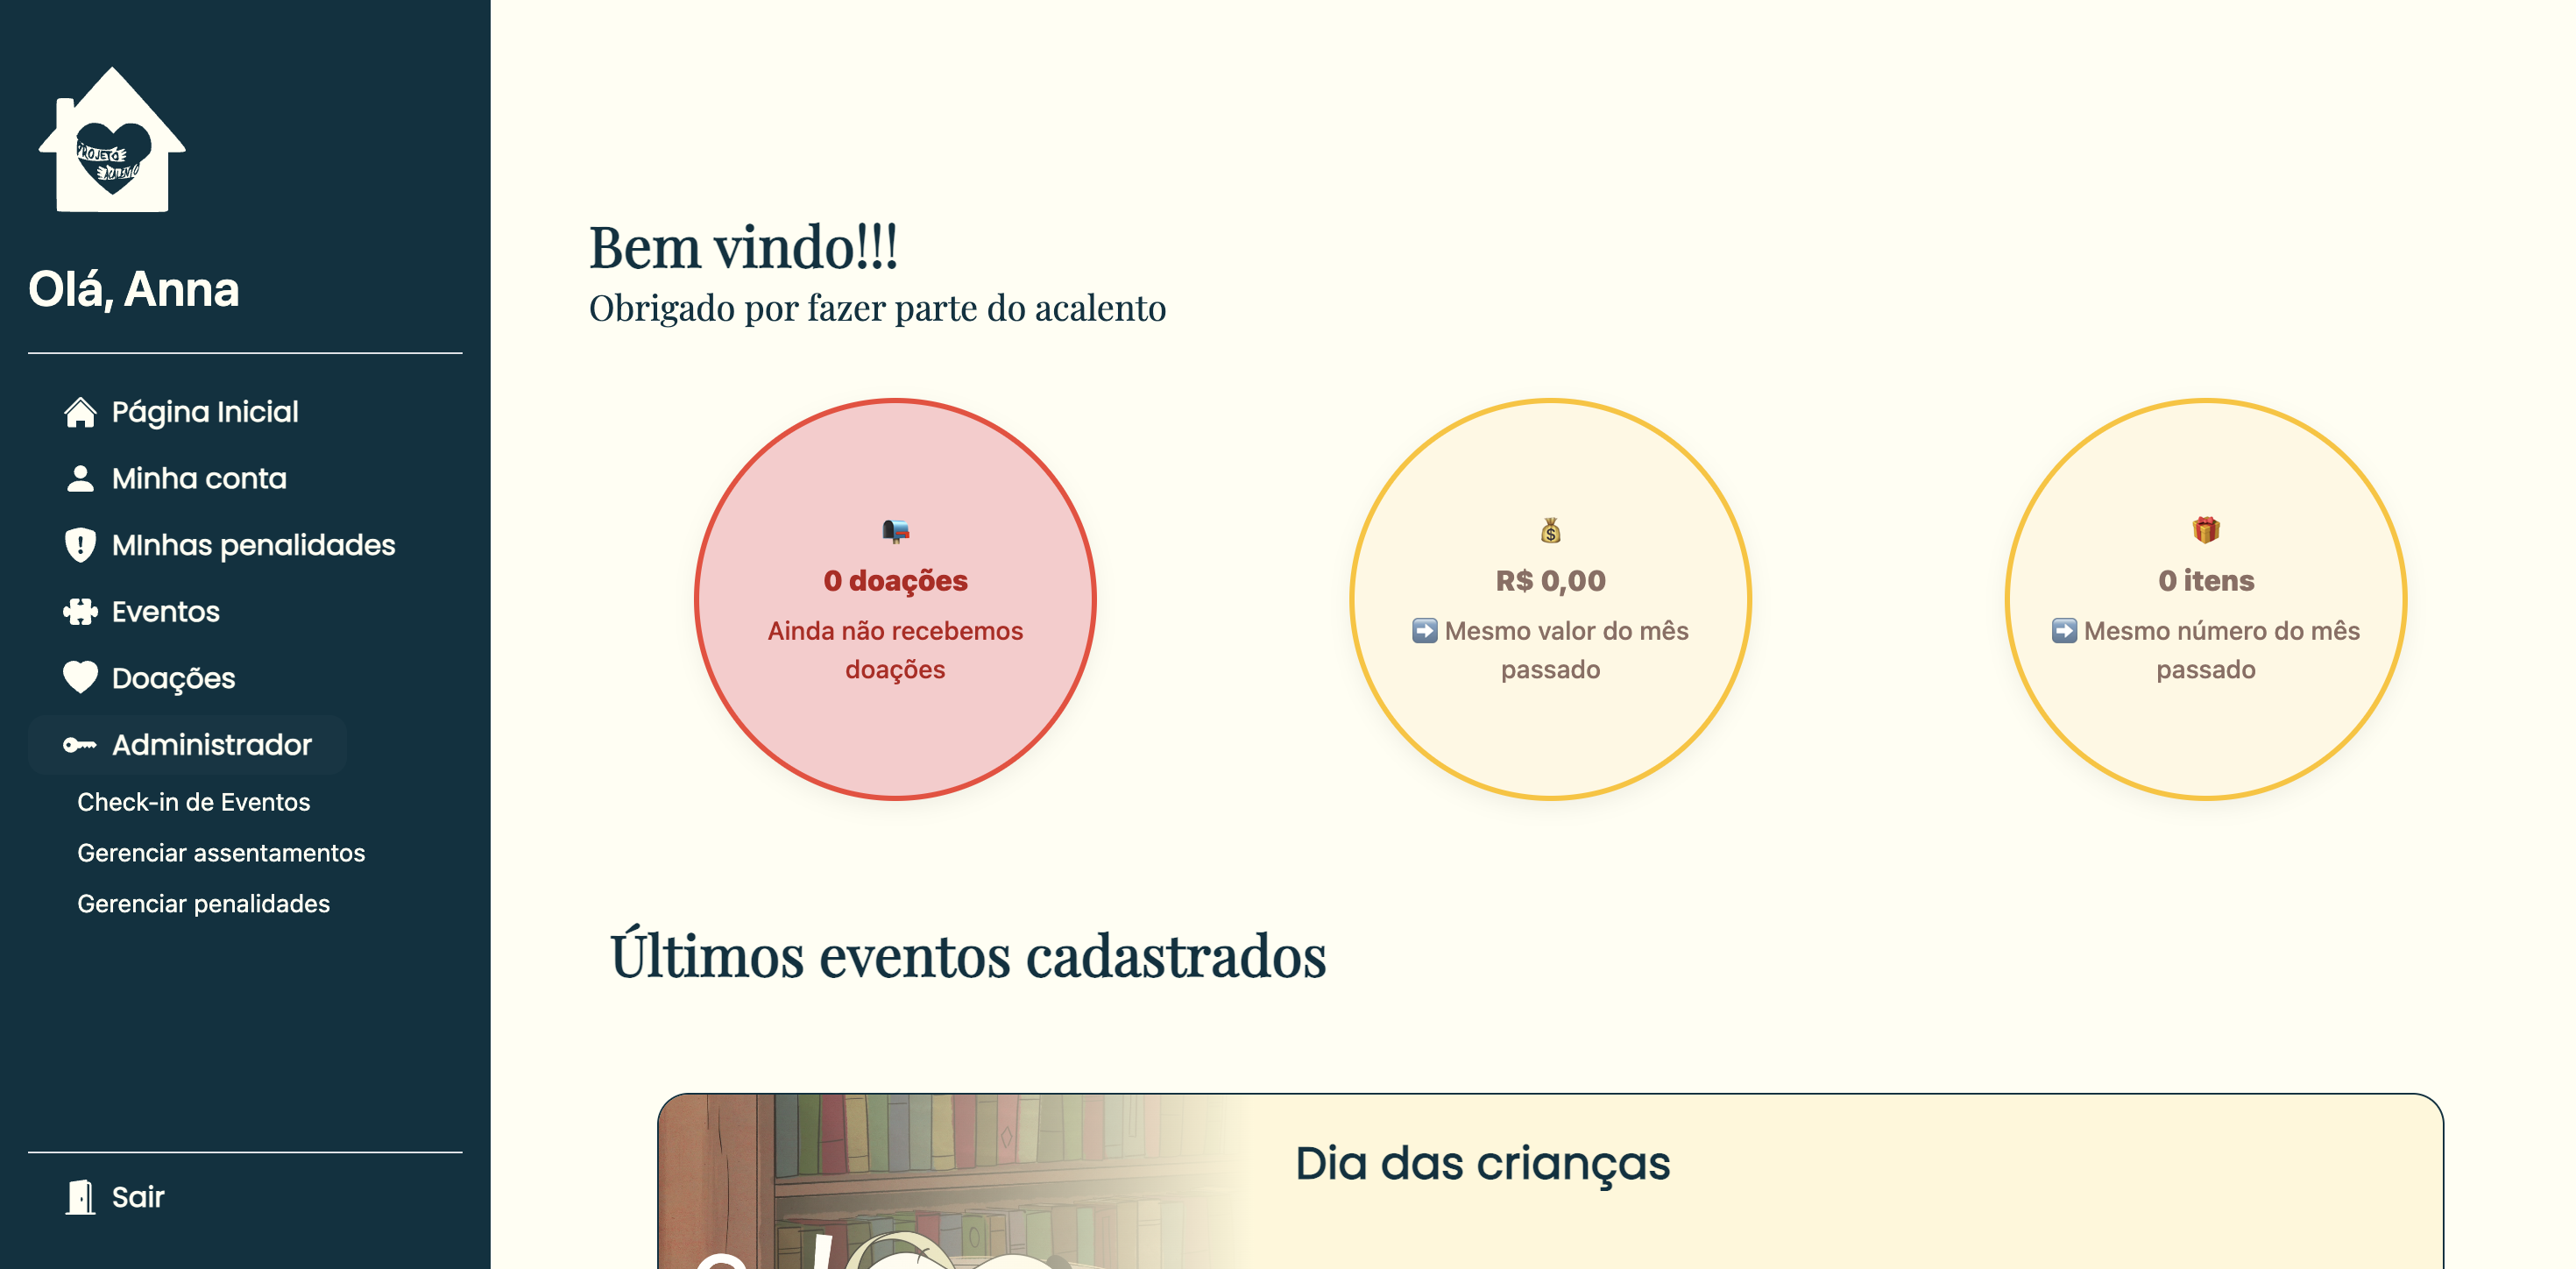 PROJETO
ACALENTO
Olá, Anna
Página Inicial
Minha conta
MInhas penalidades
Eventos
Doações
Administrador
Check-in de Eventos
Gerenciar assentamentos
Gerenciar penalidades
Sair
Bem vindo!!!
Obrigado por fazer parte do acalento
0 doações
Ainda não recebemos
doações
R$ 0,00
Mesmo valor do mês
passado
0 itens
Mesmo número do mês
passado
Últimos eventos cadastrados
Dia das crianças